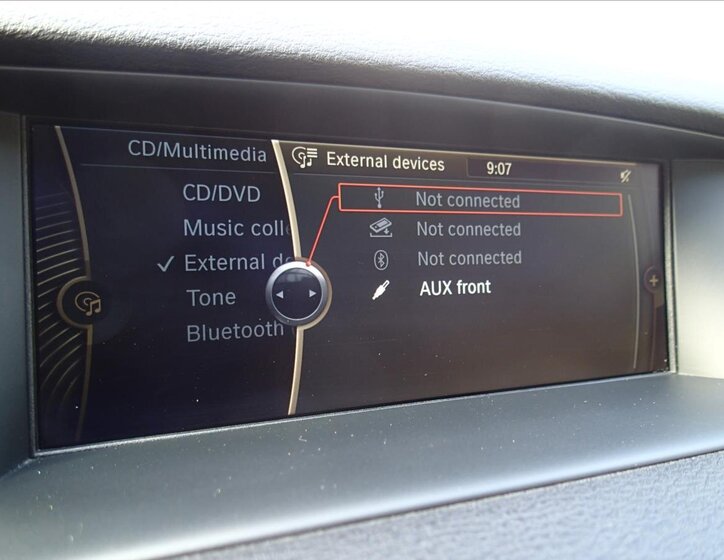 CD/Multimedia
External devices
9:07
CD/DVD
Music coll
✓ External d
Tone
Bluetooth
Not connected
Not connected
Not connected
AUX front